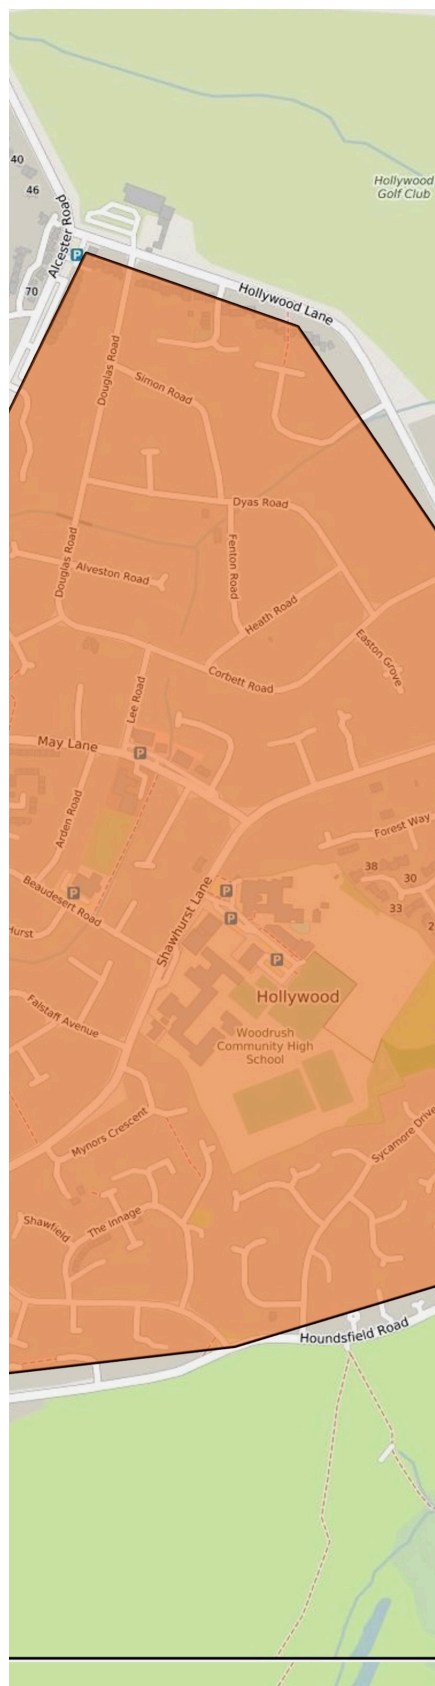 40
46
Hollywood
Golf Club
Alcester Road
P
70
Hollywood Lane
Douglas Road
Simon Road
Dyas Road
Fenton Road
Douglas Road
Alveston Road
Heath Road
Easton Grove
Corbett Road
Lee Road
May Lane
P
Arden Road
Forest Way
38
30
33
2
Beaudesert Road
P
P
P
Shawhurst Lane
Hurst
P
Hollywood
Falstaff Avenue
Woodrush
Community High
School
Mynors Crescent
Sycamore Drive
Shawfield
The Innage
Houndsfield Road